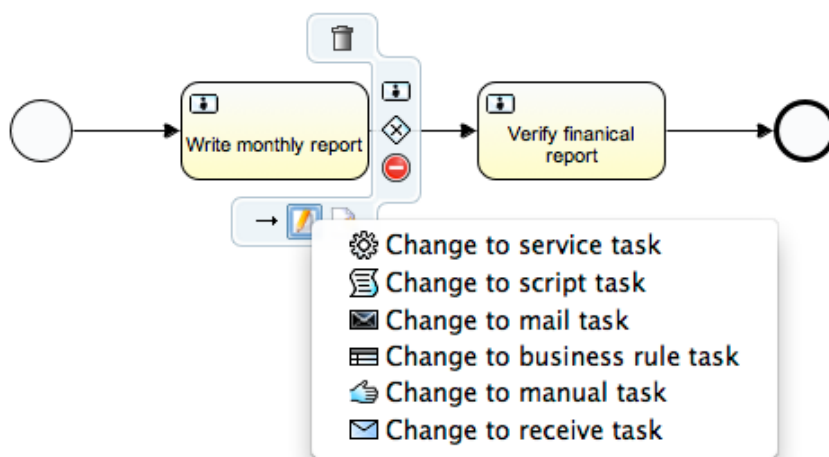 Write monthly report
Verify finanical
report
Change to service task
Change to script task
Change to mail task
Change to business rule task
Change to manual task
Change to receive task